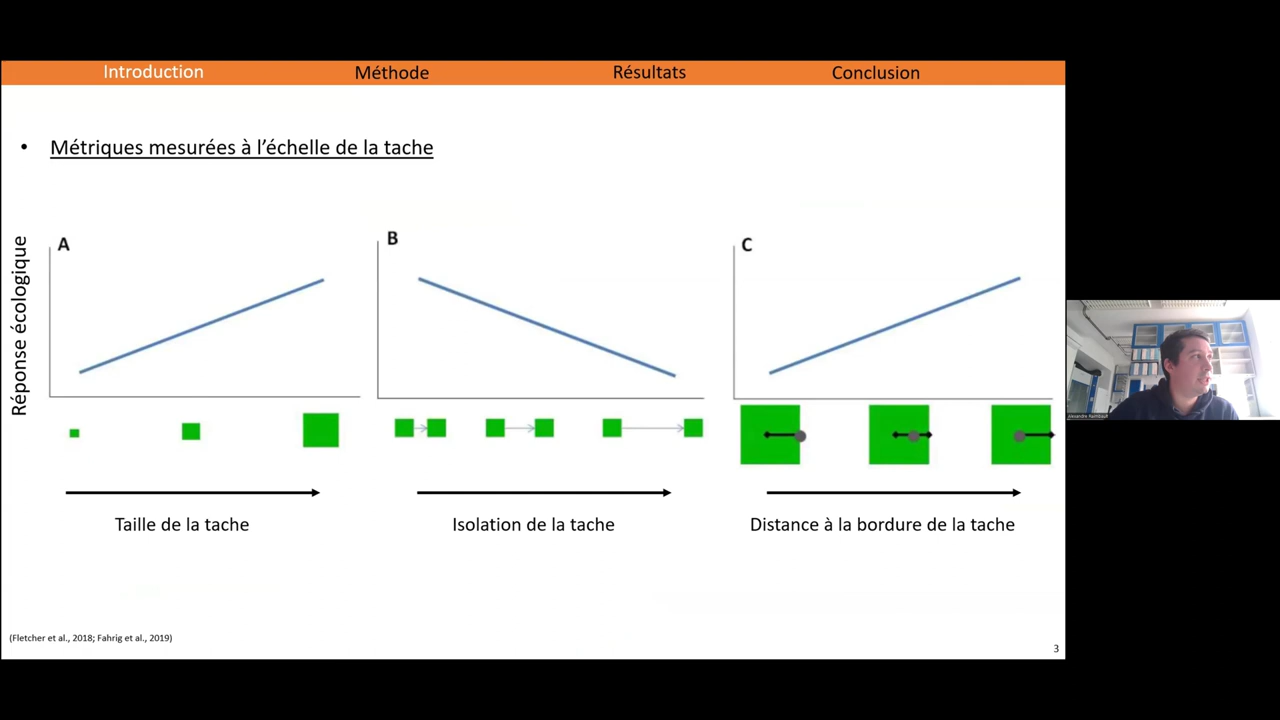 Introduction
Méthode
Résultats
Conclusion
• Métriques mesurées à l'échelle de la tache
Réponse écologique
A
B
C
Taille de la tache
Isolation de la tache
Distance à la bordure de la tache
(Fletcher et al., 2018; Fahrig et al., 2019)
3